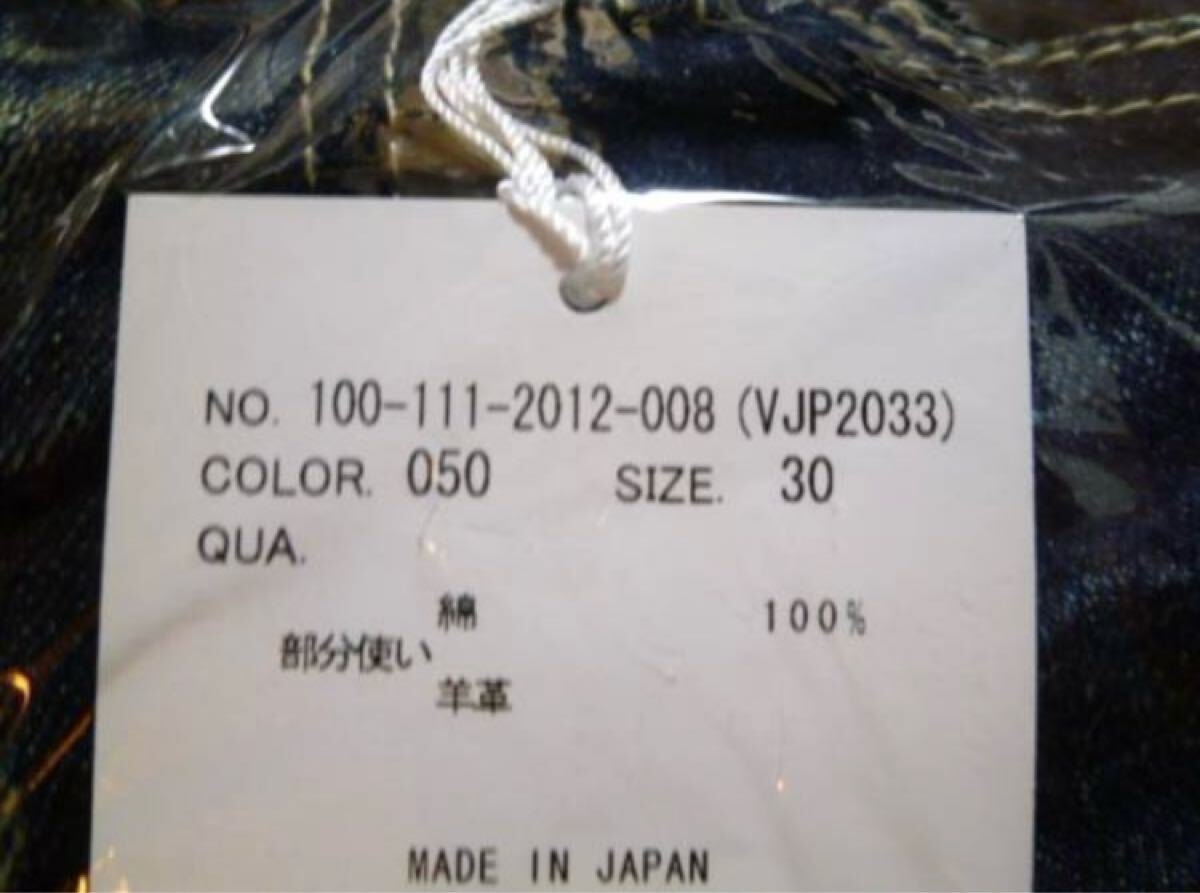 NO. 100-111-2012-008 (VJP2033)
COLOR. 050 SIZE. 30
QUA.
綿 100%
部分使い
羊革
MADE IN JAPAN